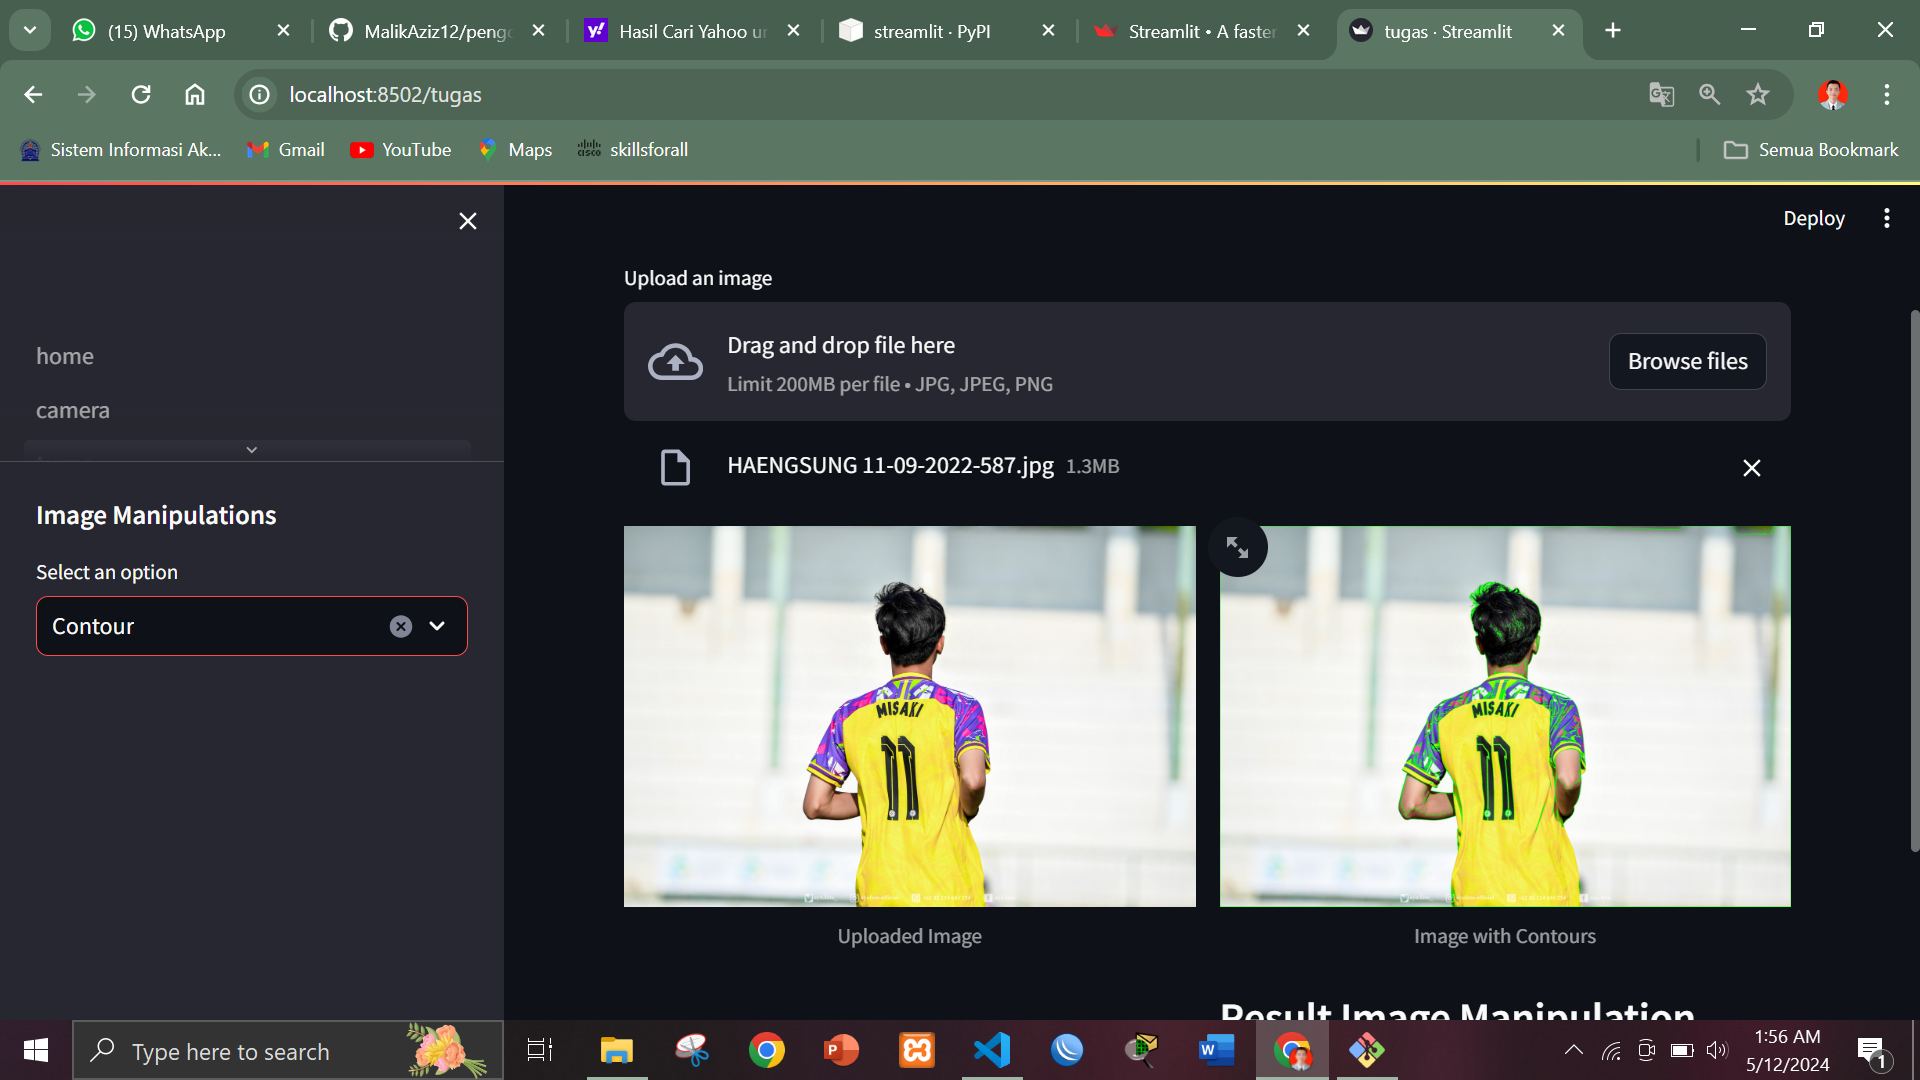 (15) WhatsApp
MalikAziz12/peng
Hasil Cari Yahoo
streamlit · PyPI
Streamlit • A faster
tugas · Streamlit
localhost:8502/tugas
Sistem Informasi Ak...
Gmail
YouTube
Maps
skillsforall
Semua Bookmark
Deploy
home
camera
Image Manipulations
Select an option
Contour
Upload an image
Drag and drop file here
Limit 200MB per file • JPG, JPEG, PNG
Browse files
HAENGSUNG 11-09-2022-587.jpg 1.3MB
MISAKI
11
MISAKI
11
Uploaded Image
Image with Contours
Result Image Manipulation
Type here to search
1:56 AM
5/12/2024
1